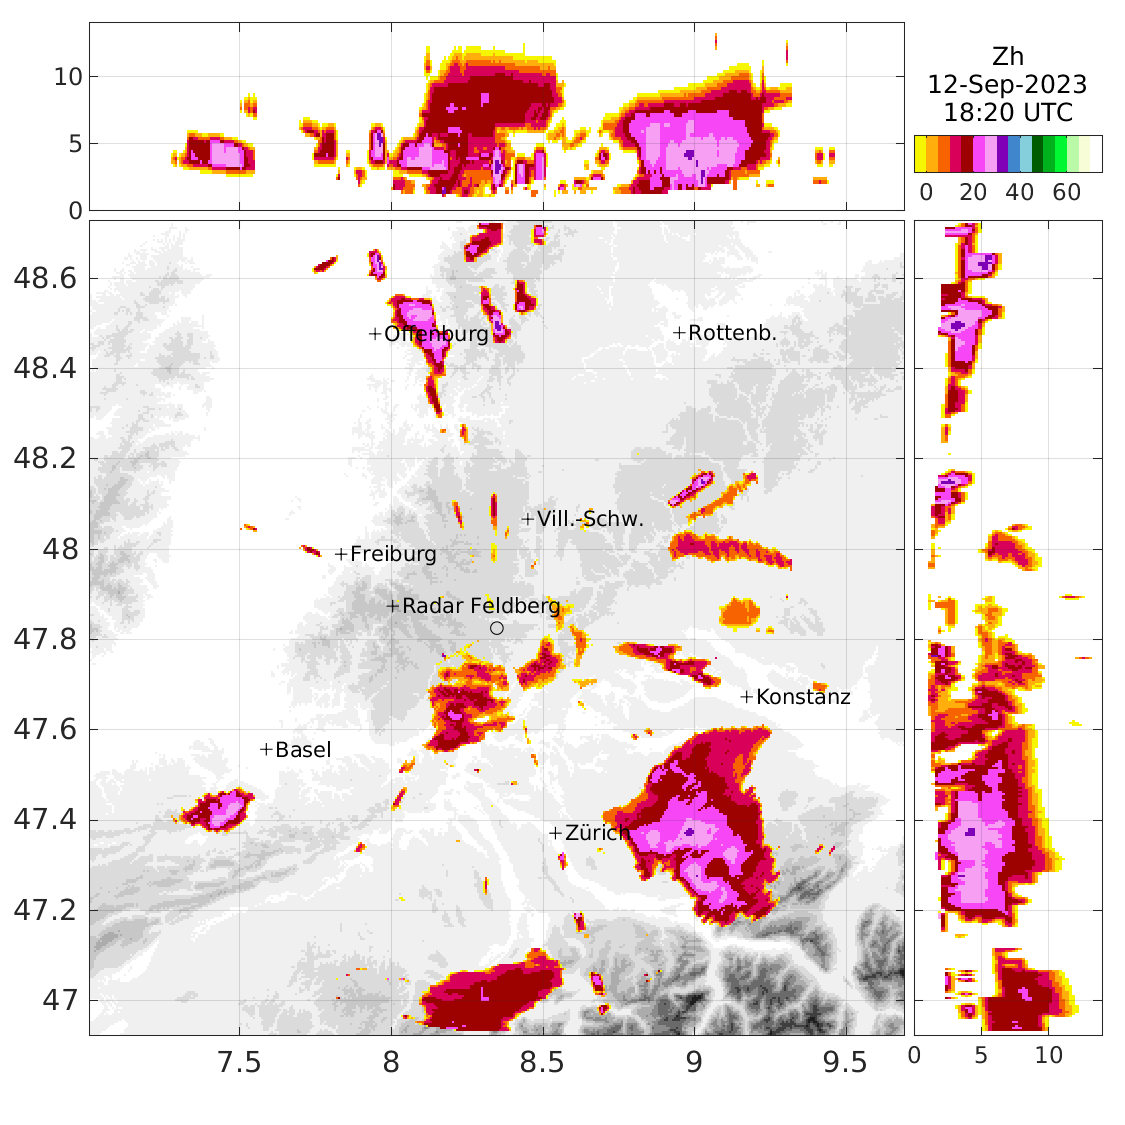 Zh
12-Sep-2023
18:20 UTC
0 20 40 60
10
5
0
48.6
48.4
48.2
48
47.8
47.6
47.4
47.2
47
+Offenburg
+Rottenb.
+Vill.-Schw.
+Freiburg
+Radar Feldberg
+Konstanz
+Basel
+Zürich
7.5 8 8.5 9 9.5
0 5 10